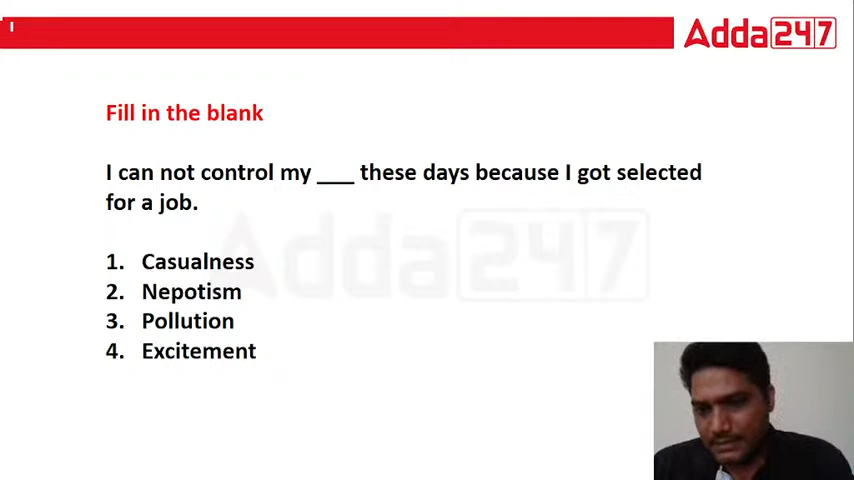 Adda247
Fill in the blank
I can not control my ___ these days because I got selected
for a job.
Adda247
1. Casualness
2. Nepotism
3. Pollution
4. Excitement